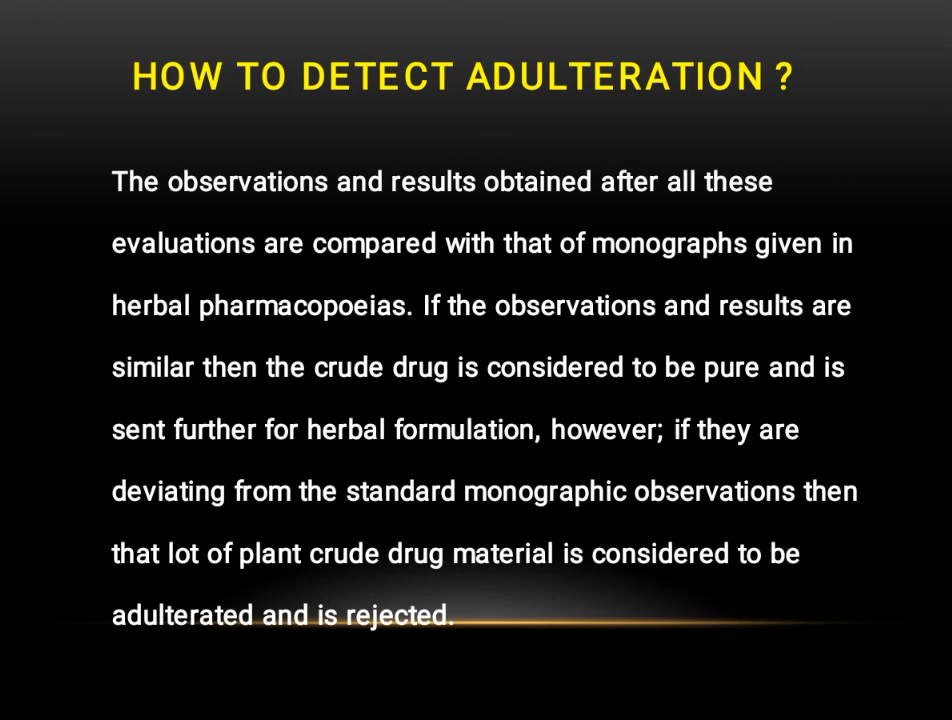 HOW TO DETECT ADULTERATION ?
The observations and results obtained after all these
evaluations are compared with that of monographs given in
herbal pharmacopoeias. If the observations and results are
similar then the crude drug is considered to be pure and is
sent further for herbal formulation, however; if they are
deviating from the standard monographic observations then
that lot of plant crude drug material is considered to be
adulterated and is rejected.